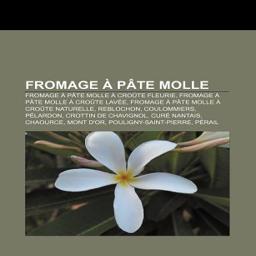 FROMAGE À PÂTE MOLLE
FROMAGE À PÂTE MOLLE À CROÛTE FLEURIE, FROMAGE À
PÂTE MOLLE À CROÛTE LAVÉE, FROMAGE À PÂTE MOLLE À
CROÛTE NATURELLE, REBLOCHON, COULOMMIERS,
PÉLARDON, CROTTIN DE CHAVIGNOL, CURÉ NANTAIS,
CHAOURCE, MONT D'OR, POULIGNY-SAINT-PIERRE, PÉRAIL